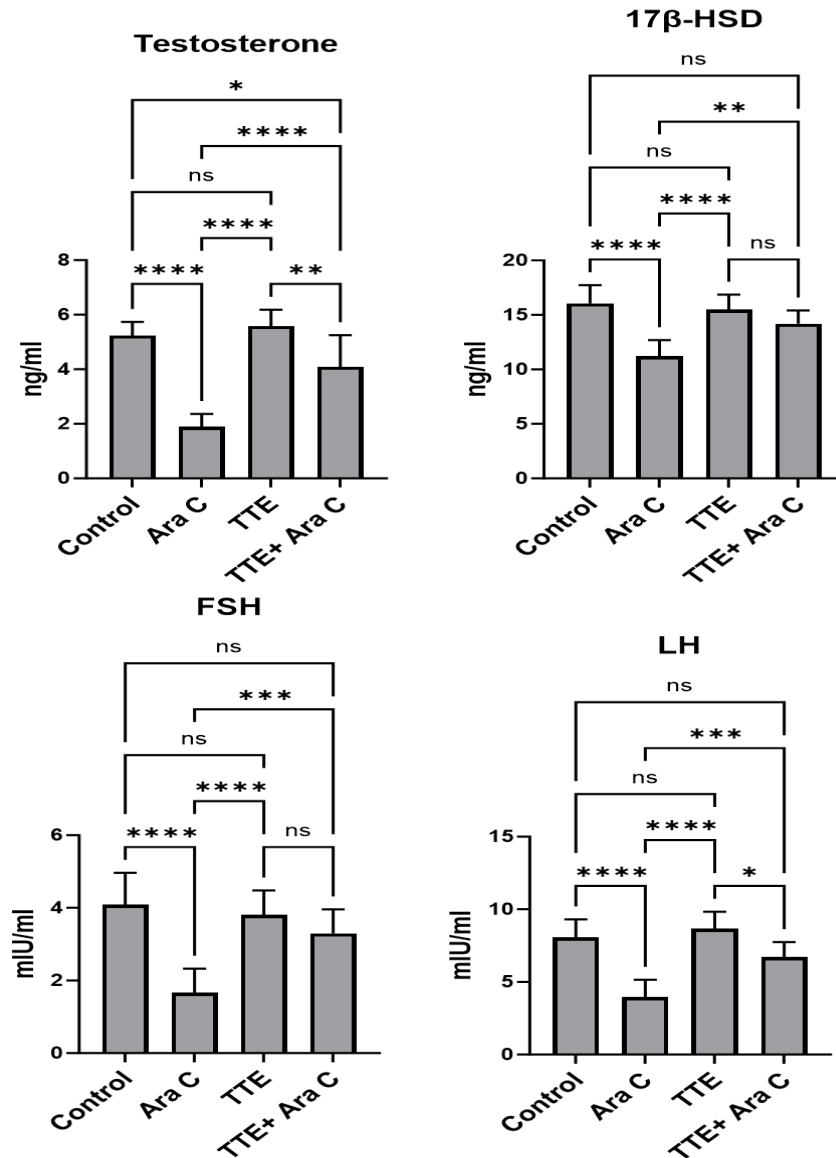 Testosterone
*
****
ns
****
****
**
8
6
4
2
0
ng/ml
Control
Ara C
TTE
TTE+ Ara C
17β-HSD
ns
**
ns
****
****
ns
20
15
10
5
0
ng/ml
Control
Ara C
TTE
TTE+ Ara C
FSH
ns
***
ns
****
****
ns
6
4
2
0
mIU/ml
Control
Ara C
TTE
TTE+ Ara C
LH
ns
***
ns
****
****
*
15
10
5
0
mIU/ml
Control
Ara C
TTE
TTE+ Ara C